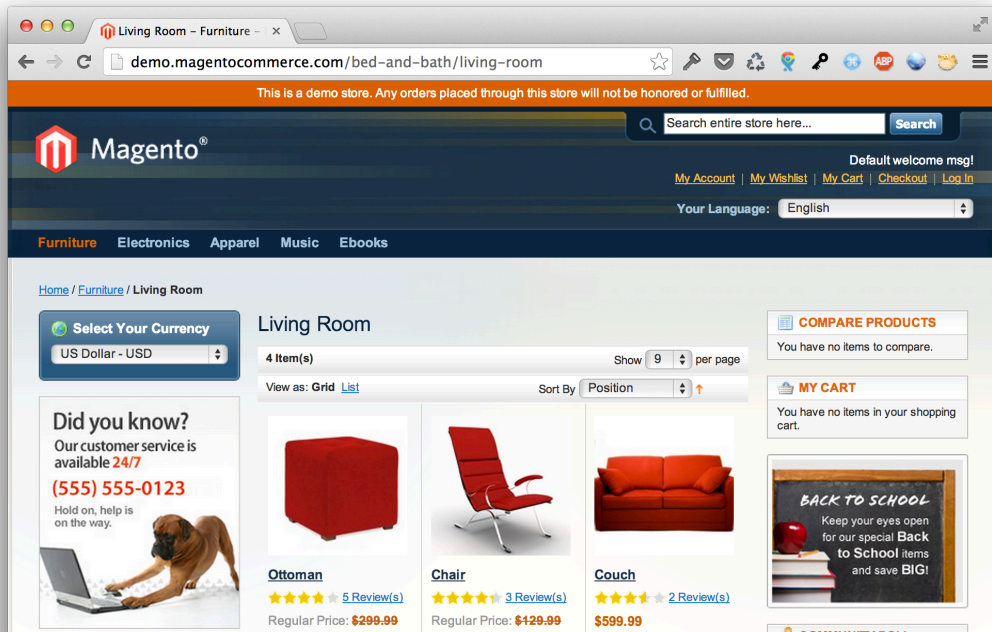 Living Room - Furniture -
demo.magentocommerce.com/bed-and-bath/living-room
ABP
This is a demo store. Any orders placed through this store will not be honored or fulfilled.
Magento®
Search entire store here...
Search
Default welcome msg!
My Account | My Wishlist | My Cart | Checkout | Log In
Your Language: English
Furniture Electronics Apparel Music Ebooks
Home / Furniture / Living Room
Select Your Currency
US Dollar - USD
Did you know?
Our customer service is
available 24/7
(555) 555-0123
Hold on, help is
on the way.
Living Room
4 Item(s)
Show 9 per page
View as: Grid List
Sort By Position
Ottoman
5 Review(s)
Regular Price: $299.99
Chair
3 Review(s)
Regular Price: $129.99
Couch
2 Review(s)
$599.99
COMPARE PRODUCTS
You have no items to compare.
MY CART
You have no items in your shopping
cart.
BACK TO SCHOOL
Keep your eyes open
for our special Back
to School items
and save BIG!